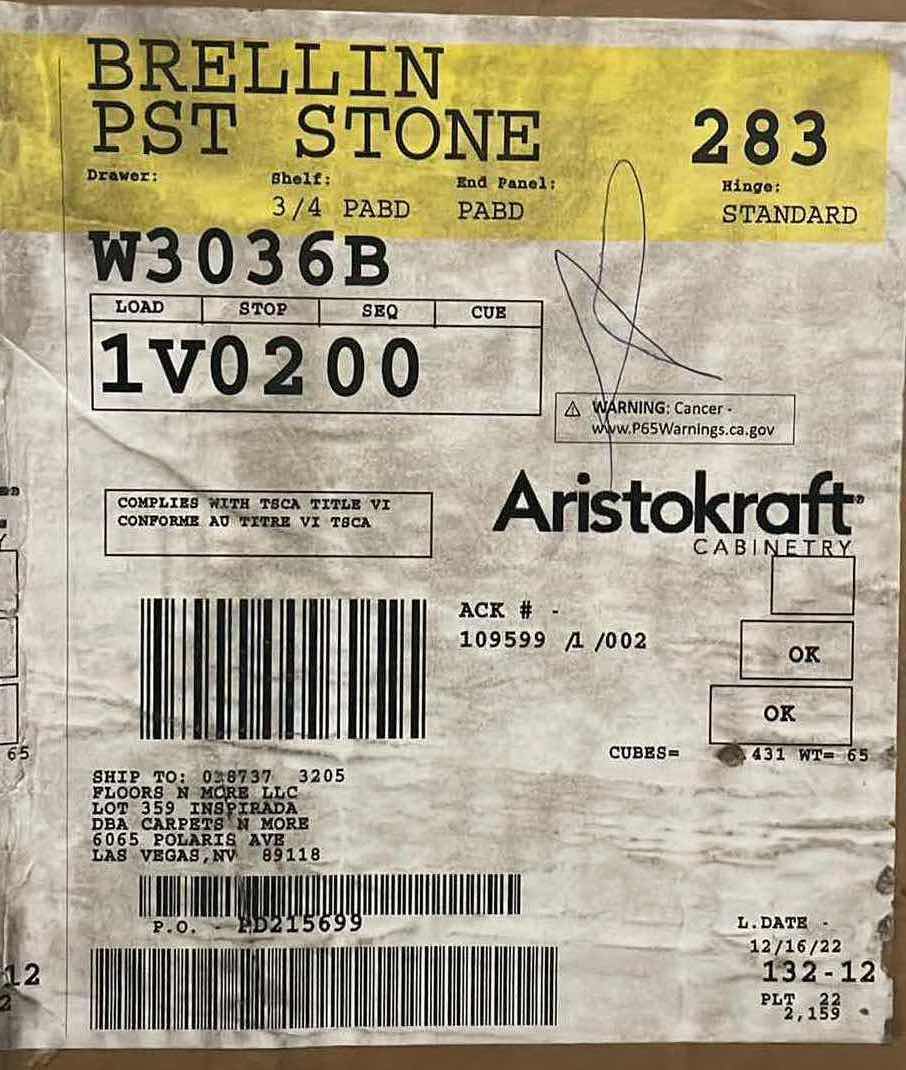 BRELLIN
PST STONE
283
Drawer: Shelf: End Panel: Hinge:
3/4 PABD PABD STANDARD
W3036B
LOAD STOP SEQ CUE
1V0200
WARNING: Cancer -
www.P65Warnings.ca.gov
COMPLIES WITH TSCA TITLE VI
CONFORME AU TITRE VI TSCA
Aristokraft
CABINETRY
ACK # -
109599 /1 /002
OK
OK
CUBES= 431 WT= 65
65
SHIP TO: 038737 3205
FLOORS N MORE LLC
LOT 359 INSPIRADA
DBA CARPETS N MORE
6065 POLARIS AVE
LAS VEGAS,NV 89118
P.O. - PD215699
L.DATE -
12/16/22
132-12
PLT 22
2,159
12
2